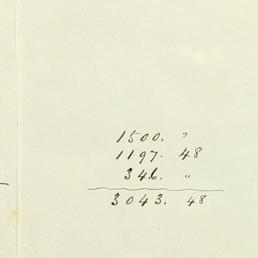 1500. "
1197. 48
346. "
3043. 48